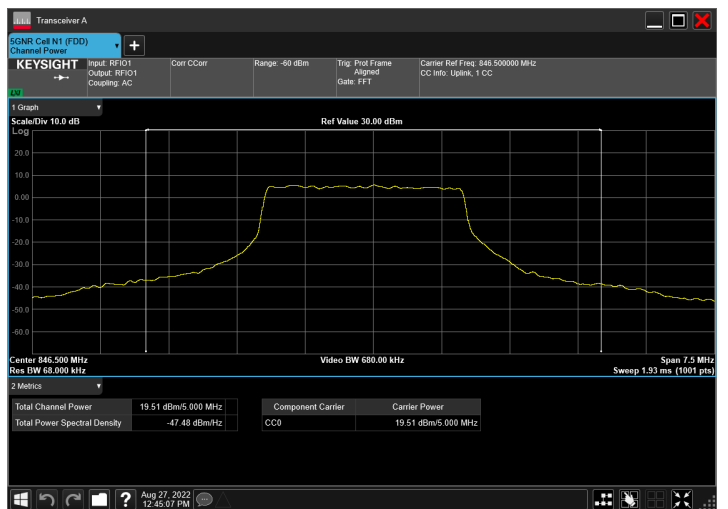 Transceiver A
5GNR Cell N1 (FDD)
Channel Power
KEYSIGHT
LXI
Input: RFIO1
Output: RFIO1
Coupling: AC
Corr CCorr
Range: -60 dBm
Trig: Prot Frame
Aligned
Gate: FFT
Carrier Ref Freq: 846.500000 MHz
CC Info: Uplink, 1 CC
1 Graph
Scale/Div 10.0 dB
Ref Value 30.00 dBm
Log
20.0
10.0
0.00
-10.0
-20.0
-30.0
-40.0
-50.0
-60.0
Center 846.500 MHz
Video BW 680.00 kHz
Span 7.5 MHz
Res BW 68.000 kHz
Sweep 1.93 ms (1001 pts)
2 Metrics
Total Channel Power 19.51 dBm/5.000 MHz
Total Power Spectral Density -47.48 dBm/Hz
Component Carrier Carrier Power
CC0 19.51 dBm/5.000 MHz
?
Aug 27, 2022
12:45:07 PM